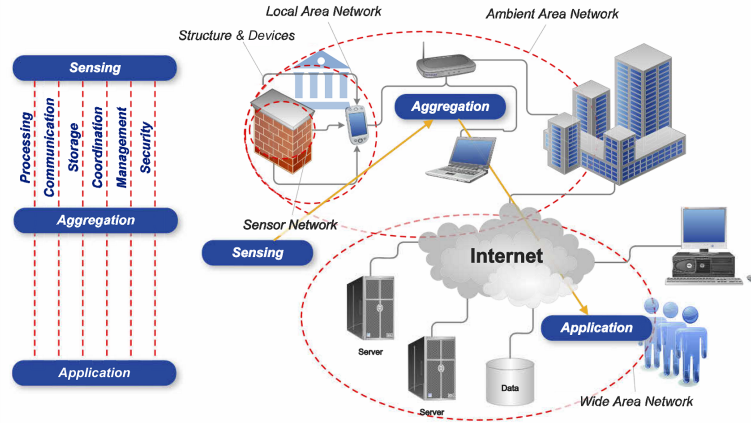 Local Area Network
Ambient Area Network
Structure & Devices
Sensing
Processing
Communication
Storage
Coordination
Management
Security
Aggregation
Application
Aggregation
Sensor Network
Sensing
Internet
Application
Server
Server
Data
Wide Area Network